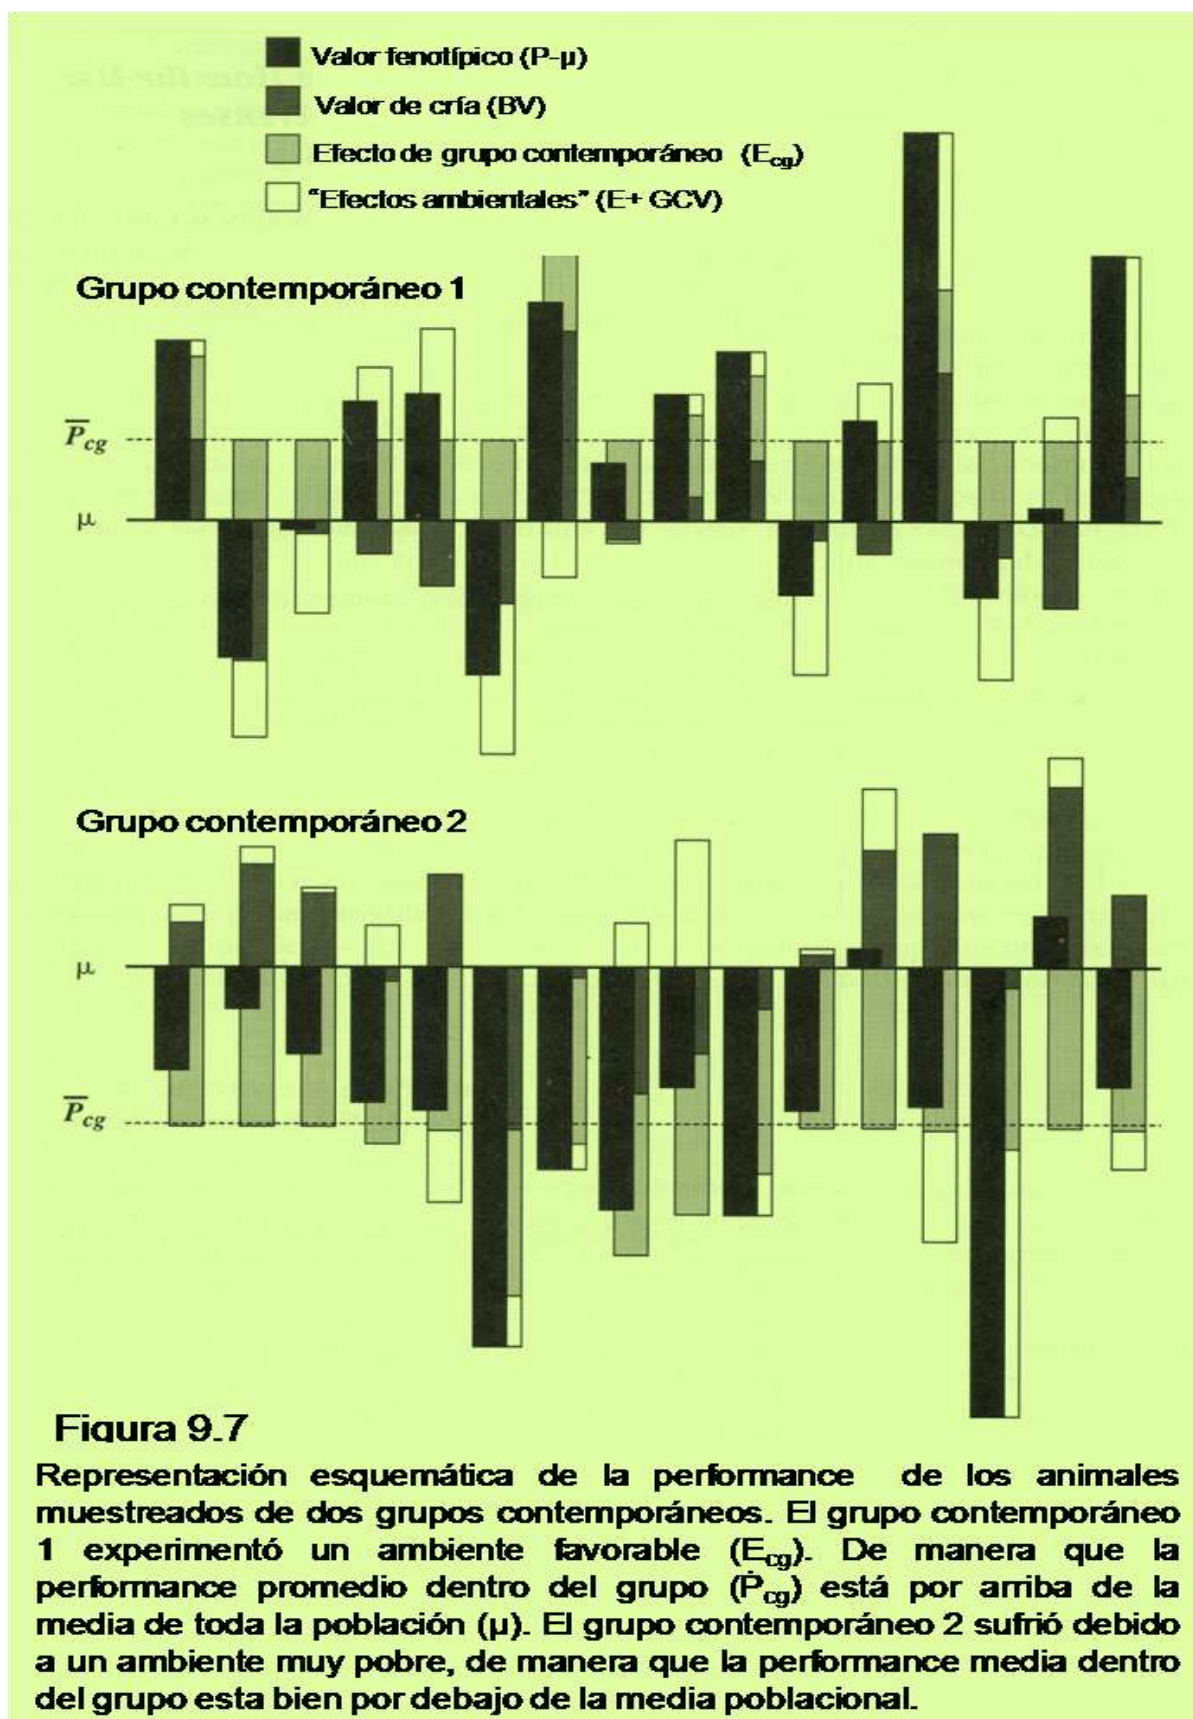 Valor fenotípico (P-µ)
Valor de cría (BV)
Efecto de grupo contemporáneo (Ecg)
“Efectos ambientales” (E+ GCV)
Grupo contemporáneo 1
P̅cg
µ
Grupo contemporáneo 2
µ
P̅cg
Figura 9.7
Representación esquemática de la performance de los animales
muestreados de dos grupos contemporáneos. El grupo contemporáneo
1 experimentó un ambiente favorable (Ecg). De manera que la
performance promedio dentro del grupo (Ṗcg) está por arriba de la
media de toda la población (µ). El grupo contemporáneo 2 sufrió debido
a un ambiente muy pobre, de manera que la performance media dentro
del grupo esta bien por debajo de la media poblacional.